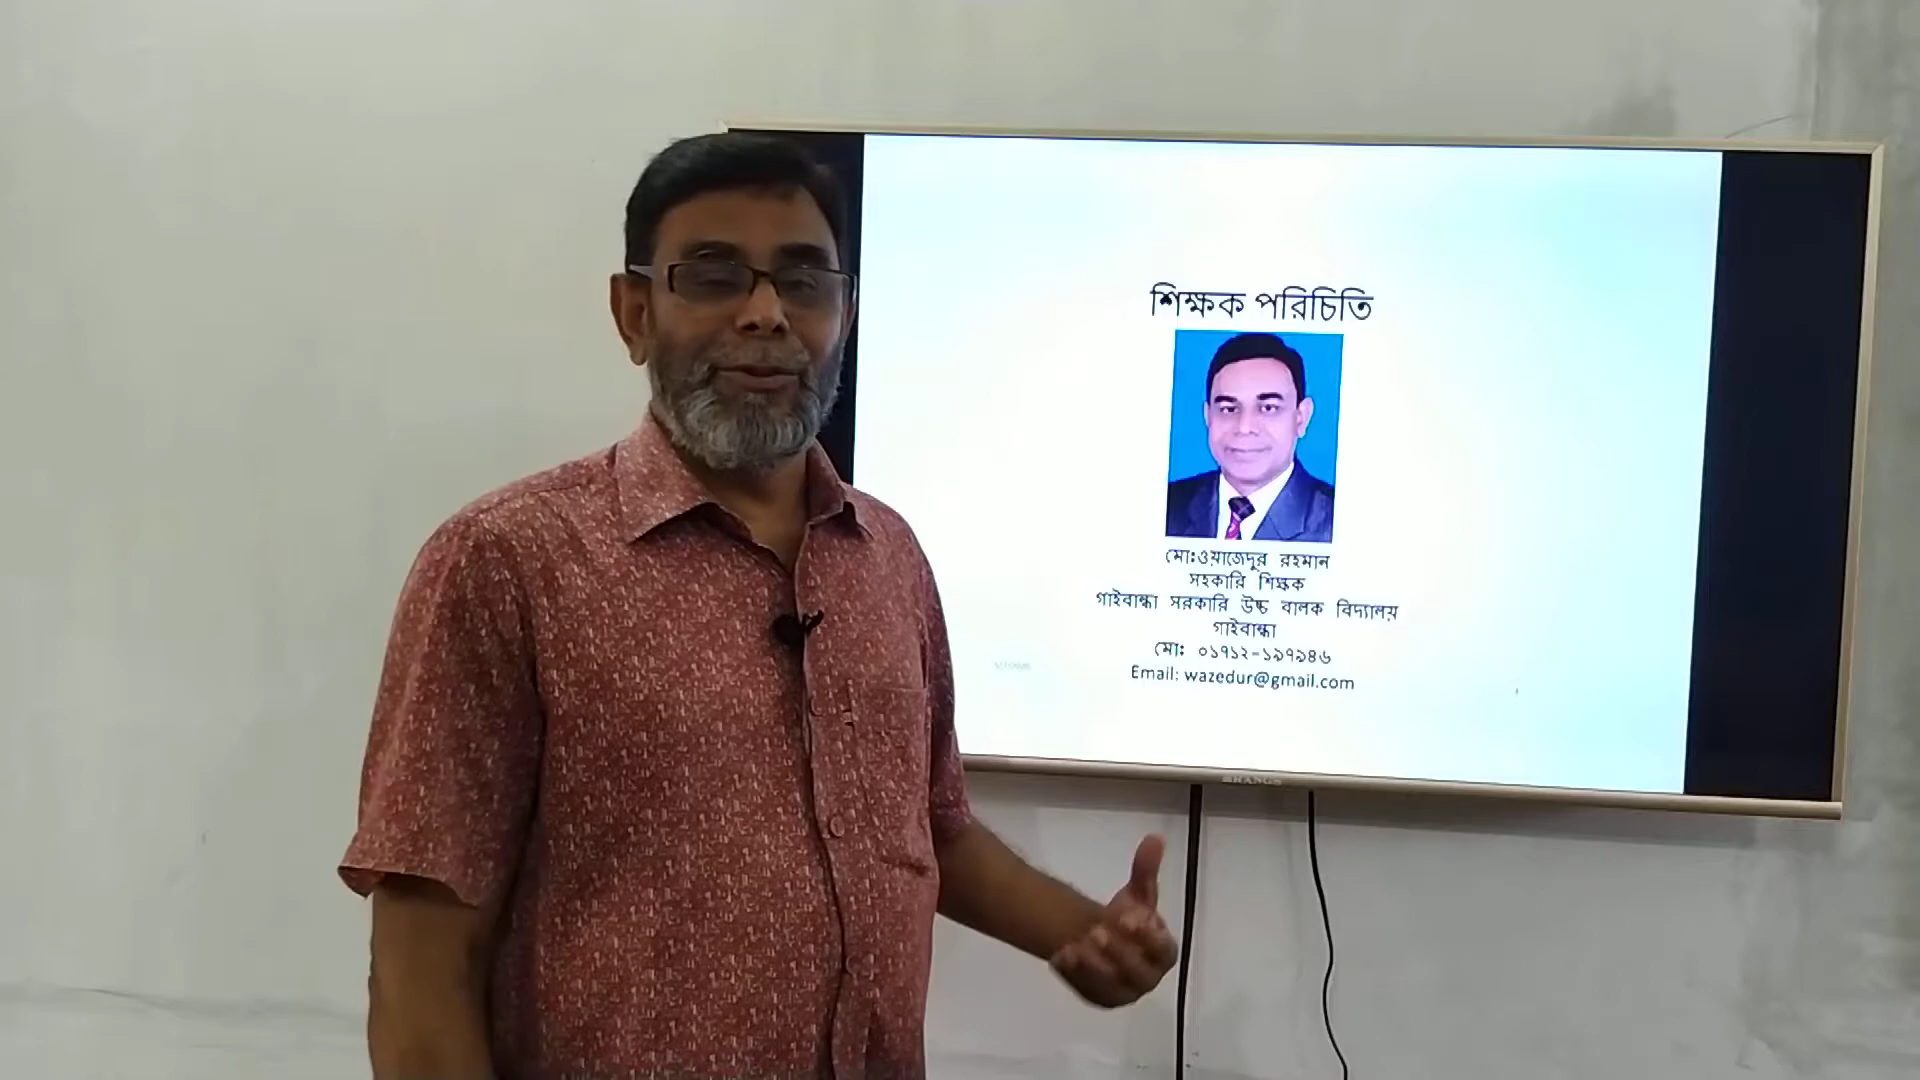 শিক্ষক পরিচিতি
মো:ওয়াজেদুর রহমান
সহকারি শিক্ষক
গাইবান্ধা সরকারি উচ্চ বালক বিদ্যালয়
গাইবান্ধা
মো: ০১৭১২-১৯৭৯৪৬
Email: wazedur@gmail.com